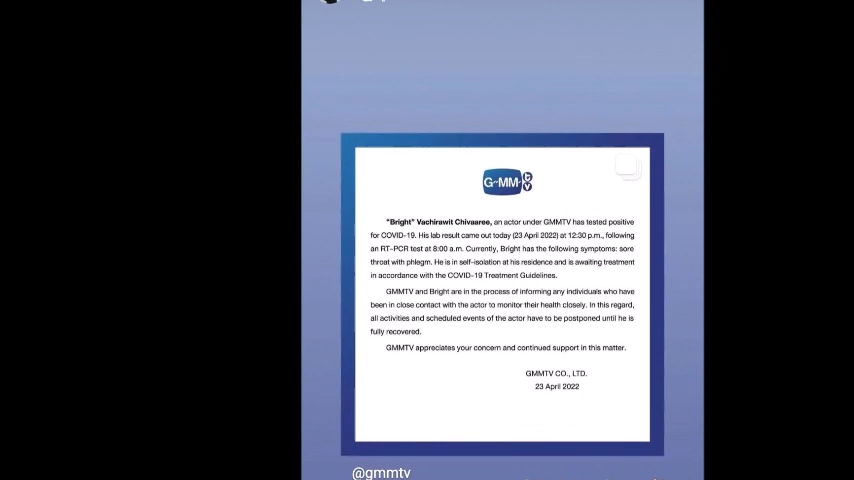 G~MM
tv
"Bright" Vachirawit Chivaaree, an actor under GMMTV has tested positive
for COVID-19. His lab result came out today (23 April 2022) at 12:30 p.m., following
an RT-PCR test at 8:00 a.m. Currently, Bright has the following symptoms: sore
throat with phlegm. He is in self-isolation at his residence and is awaiting treatment
in accordance with the COVID-19 Treatment Guidelines.
GMMTV and Bright are in the process of informing any individuals who have
been in close contact with the actor to monitor their health closely. In this regard,
all activities and scheduled events of the actor have to be postponed until he is
fully recovered.
GMMTV appreciates your concern and continued support in this matter.
GMMTV CO., LTD.
23 April 2022
@gmmtv